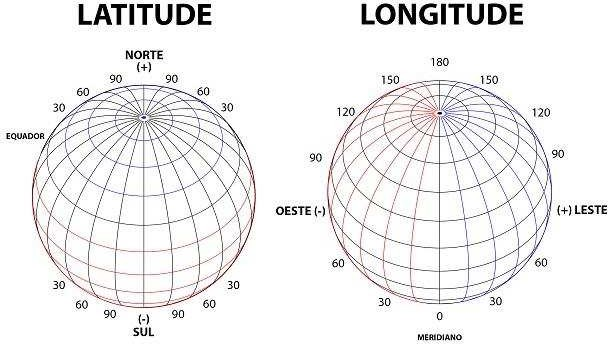 LATITUDE
NORTE
(+)
90 90
60 60
30 30
EQUADOR
30 30
60 60
90 90
(-)
SUL
LONGITUDE
180
150 150
120 120
90 90
OESTE (-) (+) LESTE
60 60
30 30
0
MERIDIANO